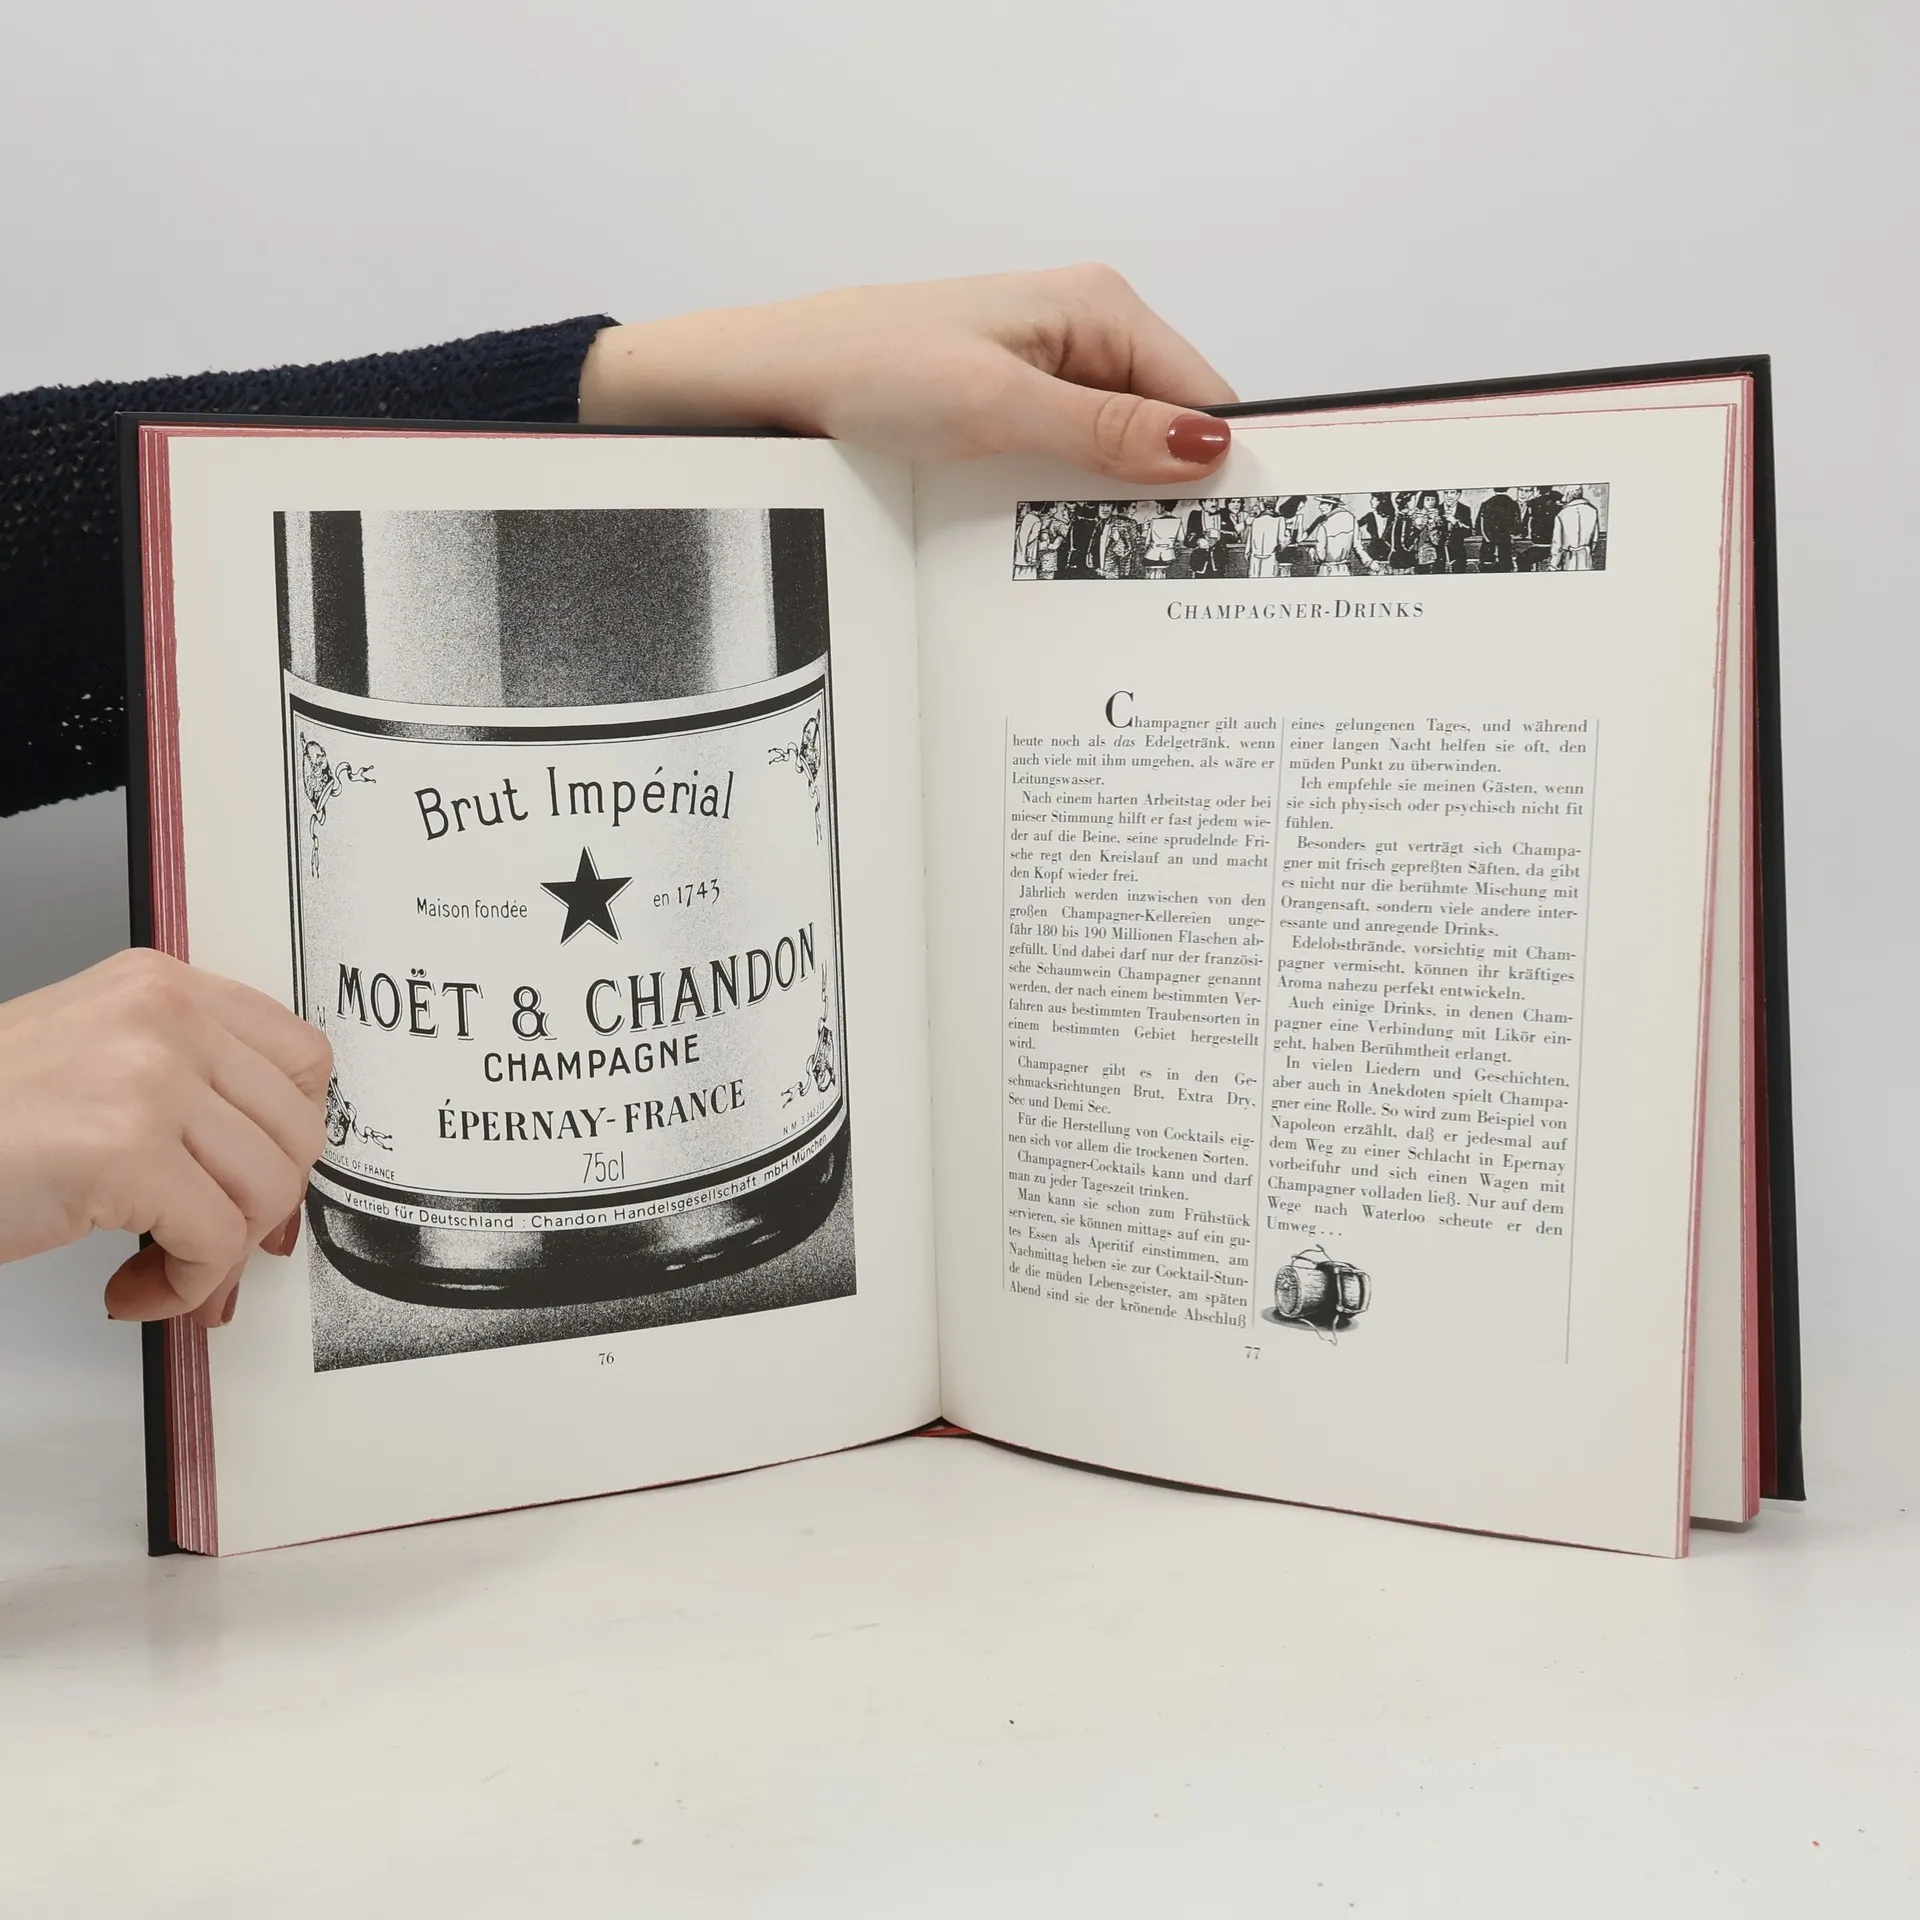 Brut Impérial
Maison fondée
en 1743
MOËT & CHANDON
CHAMPAGNE
ÉPERNAY-FRANCE
75cl
N.M. 3.342.312
PRODUCE OF FRANCE
Vertrieb für Deutschland : Chandon Handelsgesellschaft mbH München
76
CHAMPAGNER-DRINKS
Champagner gilt auch
heute noch als das Edelgetränk, wenn
auch viele mit ihm umgehen, als wäre er
Leitungswasser.
Nach einem harten Arbeitstag oder bei
mieser Stimmung hilft er fast jedem wie-
der auf die Beine, seine sprudelnde Fri-
sche regt den Kreislauf an und macht
den Kopf wieder frei.
Jährlich werden inzwischen von den
großen Champagner-Kellereien unge-
fähr 180 bis 190 Millionen Flaschen ab-
gefüllt. Und dabei darf nur der französi-
sche Schaumwein Champagner genannt
werden, der nach einem bestimmten Ver-
fahren aus bestimmten Traubensorten in
einem bestimmten Gebiet hergestellt
wird.
Champagner gibt es in den Ge-
schmacksrichtungen Brut, Extra Dry,
Sec und Demi Sec.
Für die Herstellung von Cocktails eig-
nen sich vor allem die trockenen Sorten.
Champagner-Cocktails kann und darf
man zu jeder Tageszeit trinken.
Man kann sie schon zum Frühstück
servieren, sie können mittags auf ein gu-
tes Essen als Aperitif einstimmen, am
Nachmittag heben sie zur Cocktail-Stun-
de die müden Lebensgeister, am späten
Abend sind sie der krönende Abschluß
eines gelungenen Tages, und während
einer langen Nacht helfen sie oft, den
müden Punkt zu überwinden.
Ich empfehle sie meinen Gästen, wenn
sie sich physisch oder psychisch nicht fit
fühlen.
Besonders gut verträgt sich Champa-
gner mit frisch gepreßten Säften, da gibt
es nicht nur die berühmte Mischung mit
Orangensaft, sondern viele andere inter-
essante und anregende Drinks.
Edelobstbrände, vorsichtig mit Cham-
pagner vermischt, können ihr kräftiges
Aroma nahezu perfekt entwickeln.
Auch einige Drinks, in denen Cham-
pagner eine Verbindung mit Likör ein-
geht, haben Berühmtheit erlangt.
In vielen Liedern und Geschichten,
aber auch in Anekdoten spielt Champa-
gner eine Rolle. So wird zum Beispiel von
Napoleon erzählt, daß er jedesmal auf
dem Weg zu einer Schlacht in Epernay
vorbeifuhr und sich einen Wagen mit
Champagner volladen ließ. Nur auf dem
Wege nach Waterloo scheute er den
Umweg . . .
77